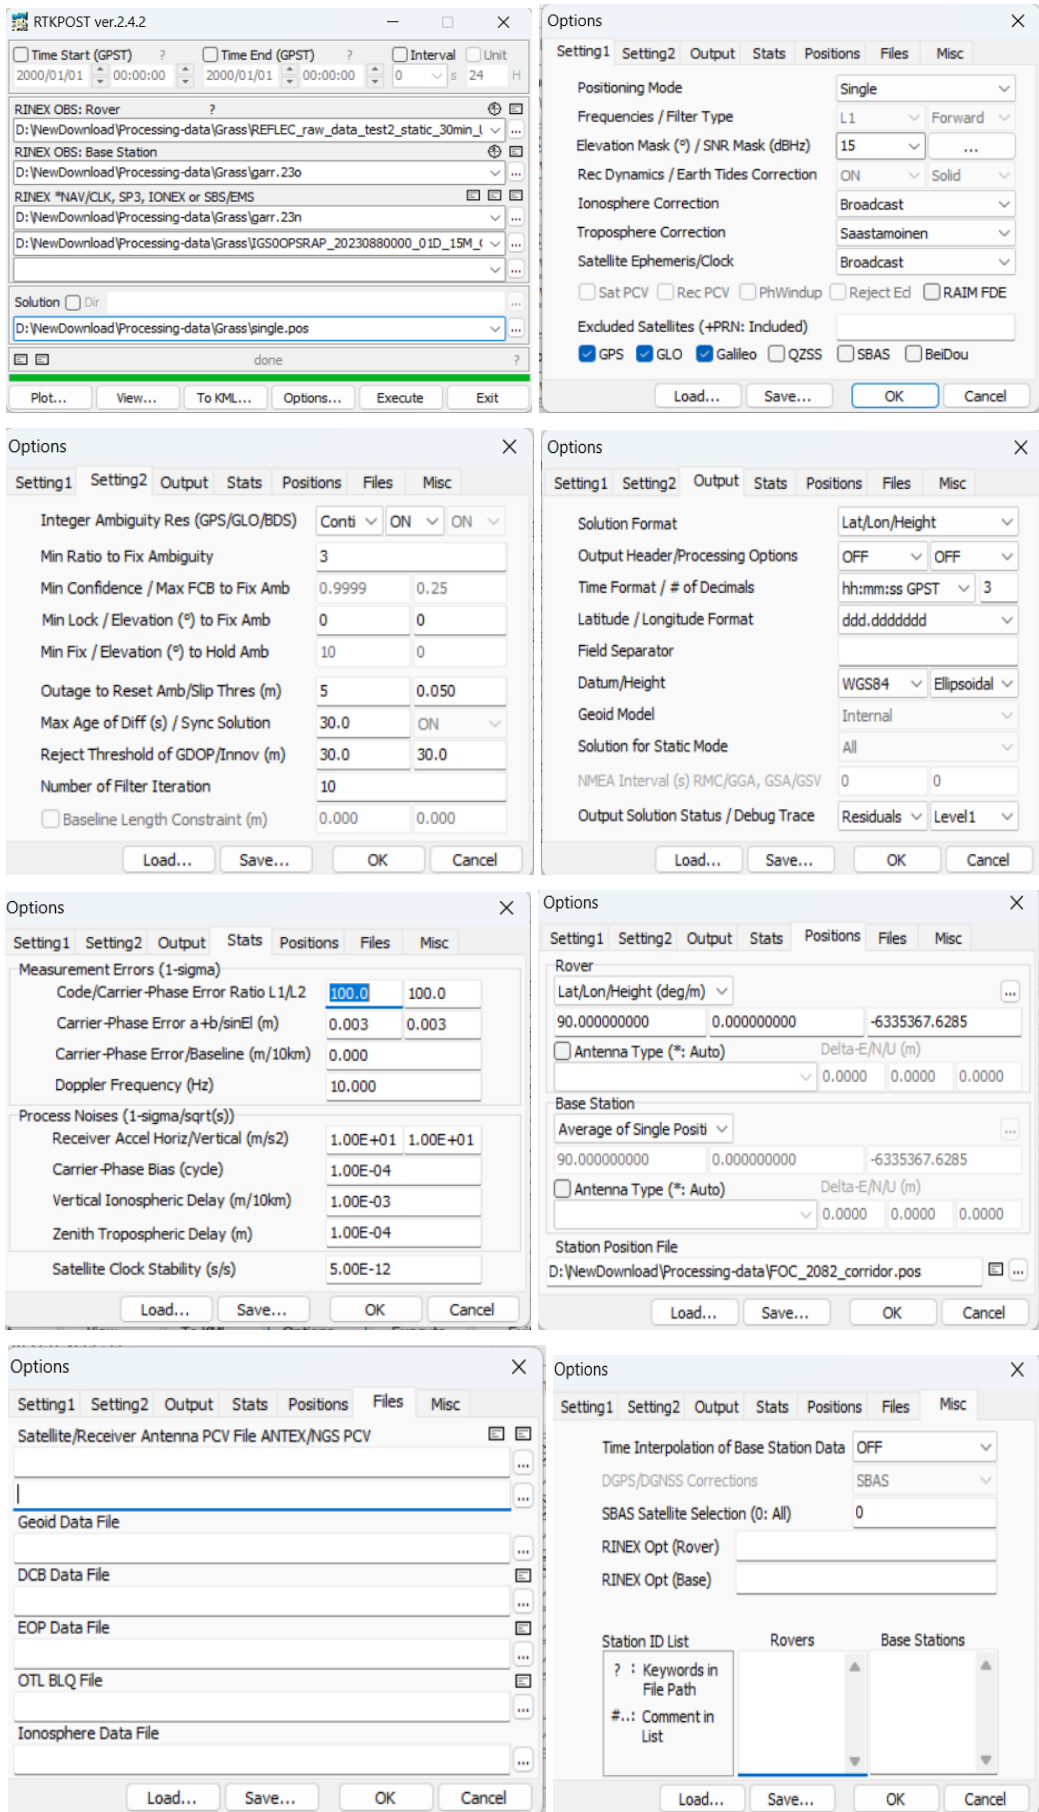 RTKPOST ver.2.4.2
Time Start (GPST) ? Time End (GPST) ? Interval Unit
2000/01/01 00:00:00 2000/01/01 00:00:00 0 s 24 H
RINEX OBS: Rover ?
D:\NewDownload\Processing-data\Grass\REFLEC_raw_data_test2_static_30min_l ...
RINEX OBS: Base Station
D:\NewDownload\Processing-data\Grass\garr.23o ...
RINEX *NAV/CLK, SP3, IONEX or SBS/EMS
D:\NewDownload\Processing-data\Grass\garr.23n ...
D:\NewDownload\Processing-data\Grass\IGS0OPSRAP_20230880000_01D_15M_( ...
...
Solution Dir ...
D:\NewDownload\Processing-data\Grass\single.pos ...
done ?
Plot... View... To KML... Options... Execute Exit
Options
Setting1 Setting2 Output Stats Positions Files Misc
Positioning Mode Single
Frequencies / Filter Type L1 Forward
Elevation Mask (°) / SNR Mask (dBHz) 15 ...
Rec Dynamics / Earth Tides Correction ON Solid
Ionosphere Correction Broadcast
Troposphere Correction Saastamoinen
Satellite Ephemeris/Clock Broadcast
Sat PCV Rec PCV PhWindup Reject Ecl RAIM FDE
Excluded Satellites (+PRN: Included)
GPS GLO Galileo QZSS SBAS BeiDou
Load... Save... OK Cancel
Options
Setting1 Setting2 Output Stats Positions Files Misc
Integer Ambiguity Res (GPS/GLO/BDS) Conti ON ON
Min Ratio to Fix Ambiguity 3
Min Confidence / Max FCB to Fix Amb 0.9999 0.25
Min Lock / Elevation (°) to Fix Amb 0 0
Min Fix / Elevation (°) to Hold Amb 10 0
Outage to Reset Amb/Slip Thres (m) 5 0.050
Max Age of Diff (s) / Sync Solution 30.0 ON
Reject Threshold of GDOP/Innov (m) 30.0 30.0
Number of Filter Iteration 10
Baseline Length Constraint (m) 0.000 0.000
Load... Save... OK Cancel
Options
Setting1 Setting2 Output Stats Positions Files Misc
Solution Format Lat/Lon/Height
Output Header/Processing Options OFF OFF
Time Format / # of Decimals hh:mm:ss GPST 3
Latitude / Longitude Format ddd.ddddddd
Field Separator
Datum/Height WGS84 Ellipsoidal
Geoid Model Internal
Solution for Static Mode All
NMEA Interval (s) RMC/GGA, GSA/GSV 0 0
Output Solution Status / Debug Trace Residuals Level1
Load... Save... OK Cancel
Options
Setting1 Setting2 Output Stats Positions Files Misc
Measurement Errors (1-sigma)
Code/Carrier-Phase Error Ratio L1/L2 100.0 100.0
Carrier-Phase Error a+b/sinEl (m) 0.003 0.003
Carrier-Phase Error/Baseline (m/10km) 0.000
Doppler Frequency (Hz) 10.000
Process Noises (1-sigma/sqrt(s))
Receiver Accel Horiz/Vertical (m/s2) 1.00E+01 1.00E+01
Carrier-Phase Bias (cycle) 1.00E-04
Vertical Ionospheric Delay (m/10km) 1.00E-03
Zenith Tropospheric Delay (m) 1.00E-04
Satellite Clock Stability (s/s) 5.00E-12
Load... Save... OK Cancel
Options
Setting1 Setting2 Output Stats Positions Files Misc
Rover
Lat/Lon/Height (deg/m) ...
90.000000000 0.000000000 -6335367.6285
Antenna Type (*: Auto) Delta-E/N/U (m)
0.0000 0.0000 0.0000
Base Station
Average of Single Positi ...
90.000000000 0.000000000 -6335367.6285
Antenna Type (*: Auto) Delta-E/N/U (m)
0.0000 0.0000 0.0000
Station Position File
D:\NewDownload\Processing-data\FOC_2082_corridor.pos ...
Load... Save... OK Cancel
Options
Setting1 Setting2 Output Stats Positions Files Misc
Satellite/Receiver Antenna PCV File ANTEX/NGS PCV
...
...
Geoid Data File
...
DCB Data File
...
EOP Data File
...
OTL BLQ File
...
Ionosphere Data File
...
Load... Save... OK Cancel
Options
Setting1 Setting2 Output Stats Positions Files Misc
Time Interpolation of Base Station Data OFF
DGPS/DGNSS Corrections SBAS
SBAS Satellite Selection (0: All) 0
RINEX Opt (Rover)
RINEX Opt (Base)
Station ID List Rovers Base Stations
? : Keywords in
File Path
#..: Comment in
List
Load... Save... OK Cancel